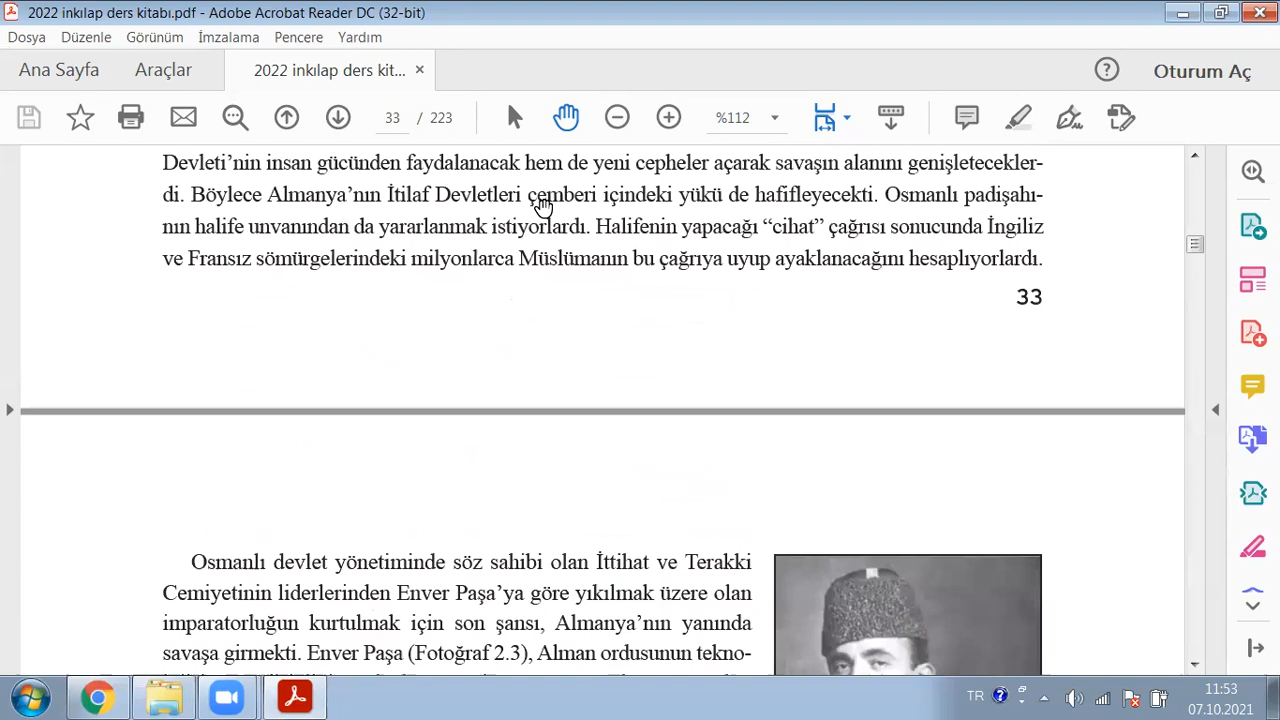 2022 inkılap ders kitabı.pdf - Adobe Acrobat Reader DC (32-bit)
Dosya Düzenle Görünüm İmzalama Pencere Yardım
Ana Sayfa Araçlar 2022 inkılap ders kit... × ? Oturum Aç
33 / 223 %112
Devleti’nin insan gücünden faydalanacak hem de yeni cepheler açarak savaşın alanını genişletecekler-
di. Böylece Almanya’nın İtilaf Devletleri çemberi içindeki yükü de hafifleyecekti. Osmanlı padişahı-
nın halife unvanından da yararlanmak istiyorlardı. Halifenin yapacağı “cihat” çağrısı sonucunda İngiliz
ve Fransız sömürgelerindeki milyonlarca Müslümanın bu çağrıya uyup ayaklanacağını hesaplıyorlardı.
33
Osmanlı devlet yönetiminde söz sahibi olan İttihat ve Terakki
Cemiyetinin liderlerinden Enver Paşa’ya göre yıkılmak üzere olan
imparatorluğun kurtulmak için son şansı, Almanya’nın yanında
savaşa girmekti. Enver Paşa (Fotoğraf 2.3), Alman ordusunun tekno-
TR 11:53
07.10.2021